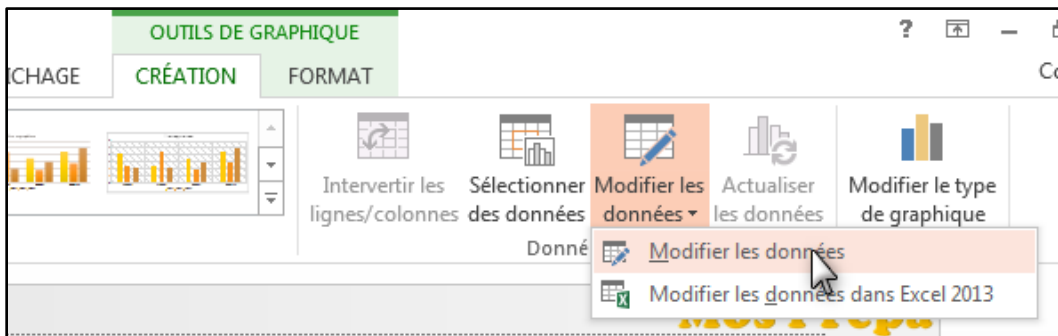 OUTILS DE GRAPHIQUE
?
ICHAGE CRÉATION FORMAT
Intervertir les lignes/colonnes
Sélectionner des données
Modifier les données
Actualiser les données
Modifier le type de graphique
Donné
Modifier les données
Modifier les données dans Excel 2013